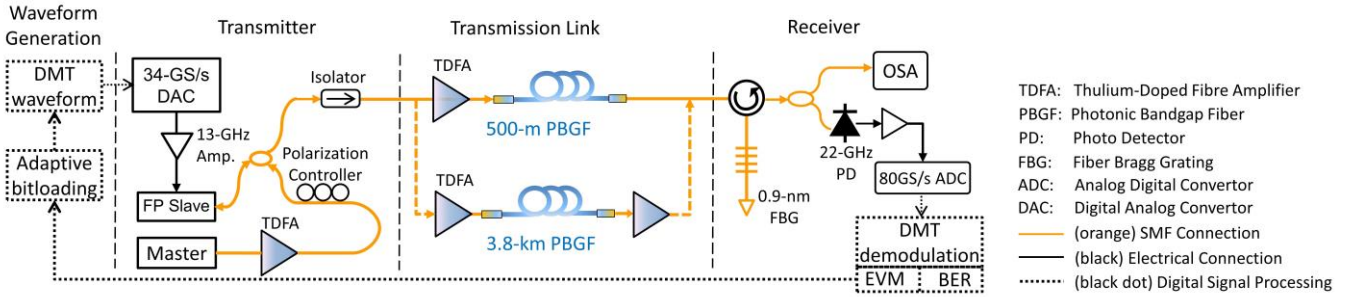 Waveform
Generation
Transmitter
Transmission Link
Receiver
DMT
waveform
34-GS/s
DAC
Isolator
TDFA
500-m PBGF
OSA
13-GHz
Amp.
Polarization
Controller
22-GHz
PD
Adaptive
bitloading
FP Slave
TDFA
3.8-km PBGF
0.9-nm
FBG
80GS/s ADC
Master
TDFA
DMT
demodulation
EVM
BER
TDFA: Thulium-Doped Fibre Amplifier
PBGF: Photonic Bandgap Fiber
PD: Photo Detector
FBG: Fiber Bragg Grating
ADC: Analog Digital Convertor
DAC: Digital Analog Convertor
(orange) SMF Connection
(black) Electrical Connection
(black dot) Digital Signal Processing